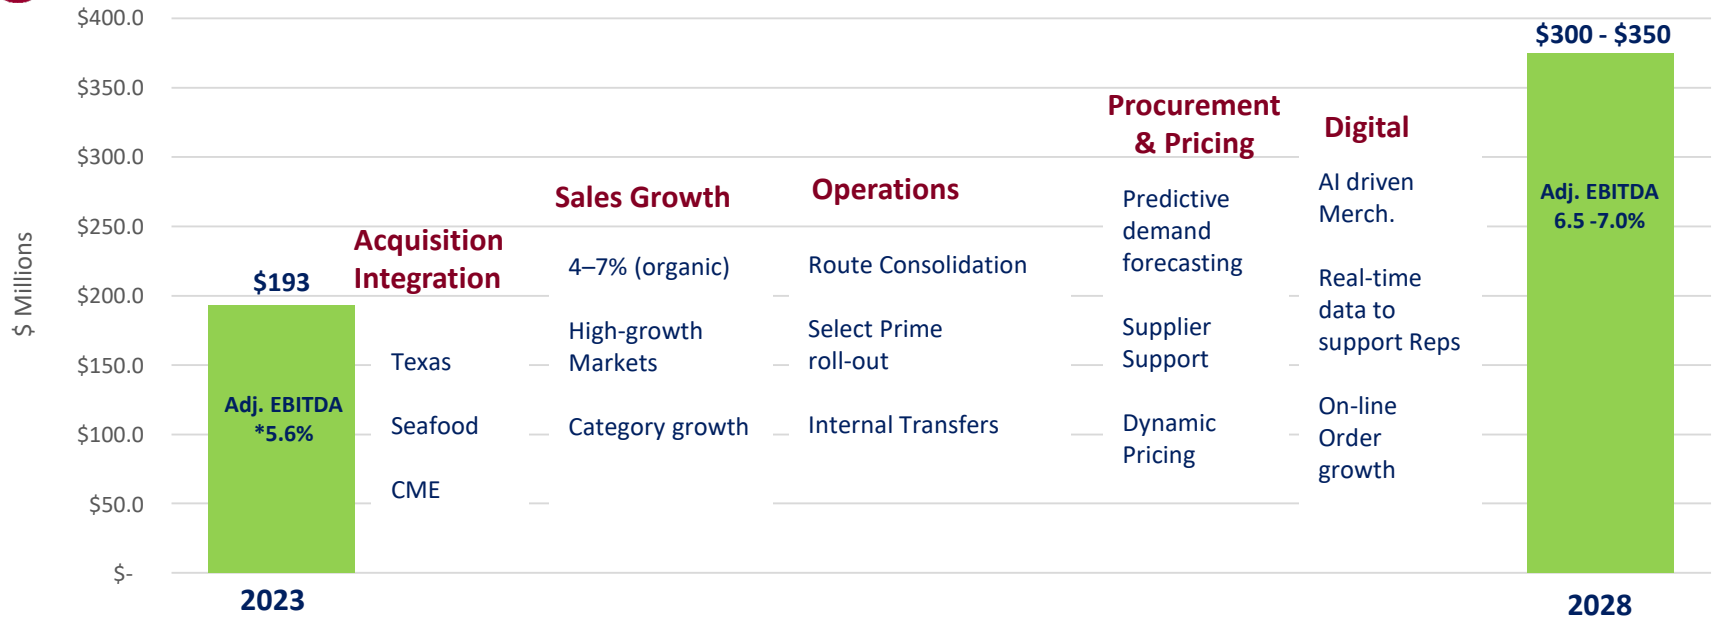 $ Millions
$400.0
$350.0
$300.0
$250.0
$200.0
$150.0
$100.0
$50.0
$-
$193
Adj. EBITDA
*5.6%
2023
Acquisition
Integration
Texas
Seafood
CME
Sales Growth
4–7% (organic)
High-growth
Markets
Category growth
Operations
Route Consolidation
Select Prime
roll-out
Internal Transfers
Procurement
& Pricing
Predictive
demand
forecasting
Supplier
Support
Dynamic
Pricing
Digital
AI driven
Merch.
Real-time
data to
support Reps
On-line
Order
growth
$300 - $350
Adj. EBITDA
6.5 -7.0%
2028